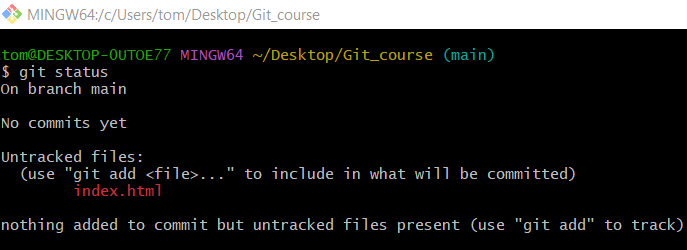 MINGW64:/c/Users/tom/Desktop/Git_course
tom@DESKTOP-OUTOE77 MINGW64 ~/Desktop/Git_course (main)
$ git status
On branch main
No commits yet
Untracked files:
  (use "git add <file>..." to include in what will be committed)
        index.html
nothing added to commit but untracked files present (use "git add" to track)